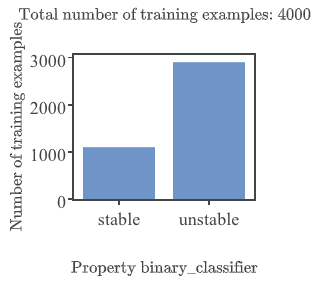 Total number of training examples: 4000
Number of training examples
3000
2000
1000
0
stable
unstable
Property binary_classifier